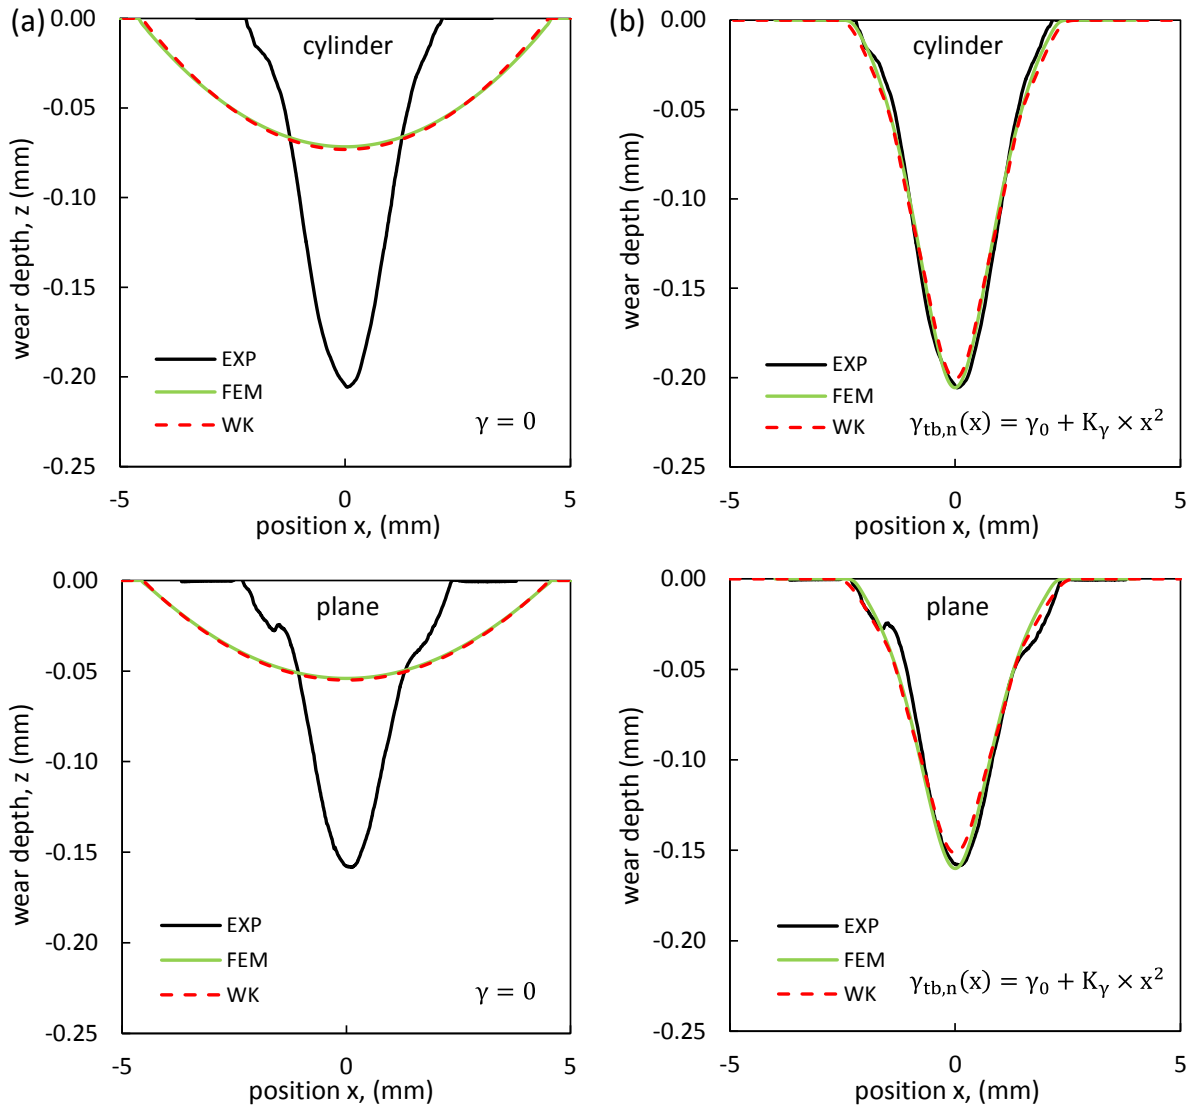 (a)
0.00
-0.05
-0.10
-0.15
-0.20
-0.25
wear depth, z (mm)
cylinder
EXP
FEM
WK
γ = 0
-5 0 5
position x, (mm)
(b)
0.00
-0.05
-0.10
-0.15
-0.20
-0.25
wear depth (mm)
cylinder
EXP
FEM
WK
γtb,n(x) = γ0 + Kγ × x²
-5 0 5
position x, (mm)
0.00
-0.05
-0.10
-0.15
-0.20
-0.25
wear depth, z (mm)
plane
EXP
FEM
WK
γ = 0
-5 0 5
position x, (mm)
0.00
-0.05
-0.10
-0.15
-0.20
-0.25
wear depth (mm)
plane
EXP
FEM
WK
γtb,n(x) = γ0 + Kγ × x²
-5 0 5
position x, (mm)